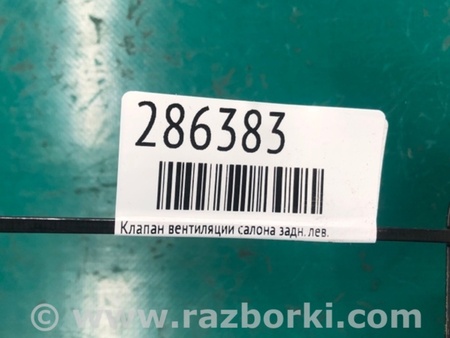 286383
Клапан вентиляции салона задн. лев.
© www.razborki.com